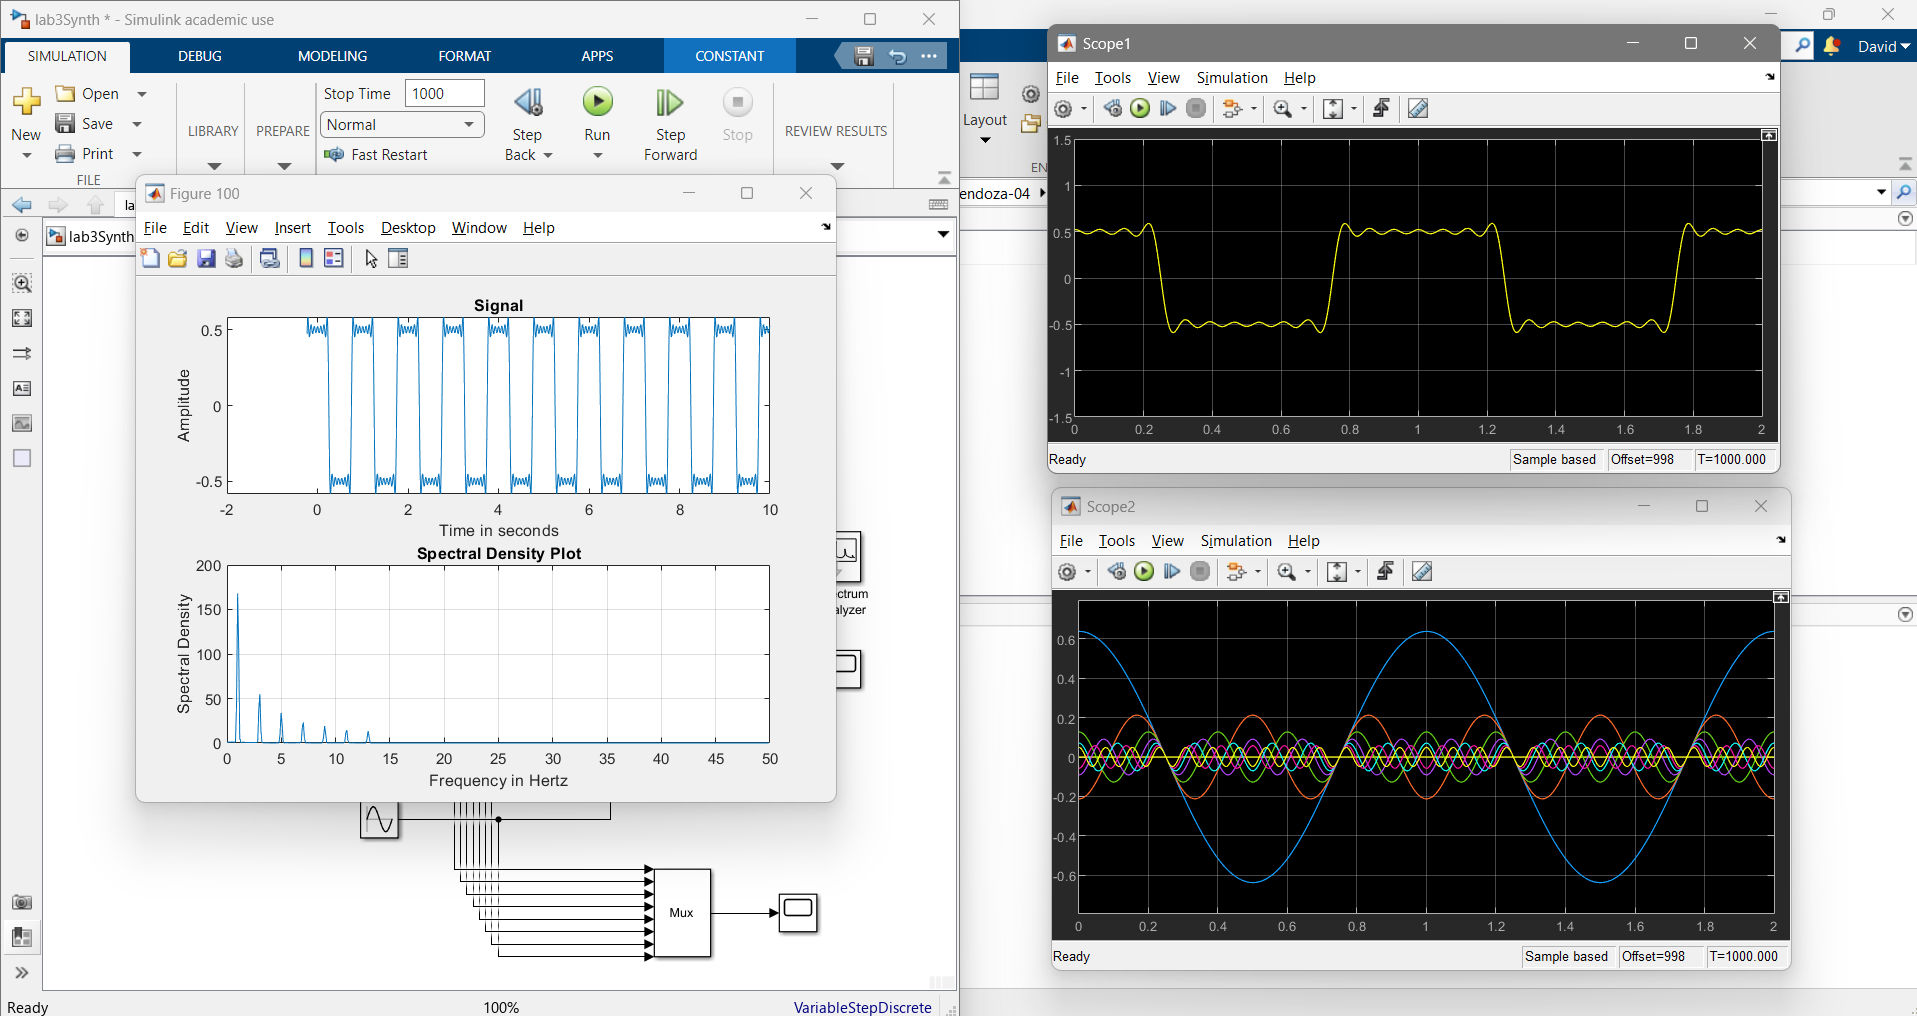 lab3Synth * - Simulink academic use
SIMULATION DEBUG MODELING FORMAT APPS CONSTANT
New
Open
Save
Print
FILE
LIBRARY
PREPARE
Stop Time 1000
Normal
Fast Restart
Step Back
Run
Step Forward
Stop
REVIEW RESULTS
la
lab3Synth
Figure 100
File Edit View Insert Tools Desktop Window Help
Signal
0.5
0
-0.5
Amplitude
-2 0 2 4 6 8 10
Time in seconds
Spectral Density Plot
200
150
100
50
0
Spectral Density
0 5 10 15 20 25 30 35 40 45 50
Frequency in Hertz
ectrum
alyzer
Mux
Ready 100% VariableStepDiscrete
David
Layout
EN
endoza-04
Scope1
File Tools View Simulation Help
1.5
1
0.5
0
-0.5
-1
-1.5
0 0.2 0.4 0.6 0.8 1 1.2 1.4 1.6 1.8 2
Ready Sample based Offset=998 T=1000.000
Scope2
File Tools View Simulation Help
0.6
0.4
0.2
0
-0.2
-0.4
-0.6
0 0.2 0.4 0.6 0.8 1 1.2 1.4 1.6 1.8 2
Ready Sample based Offset=998 T=1000.000